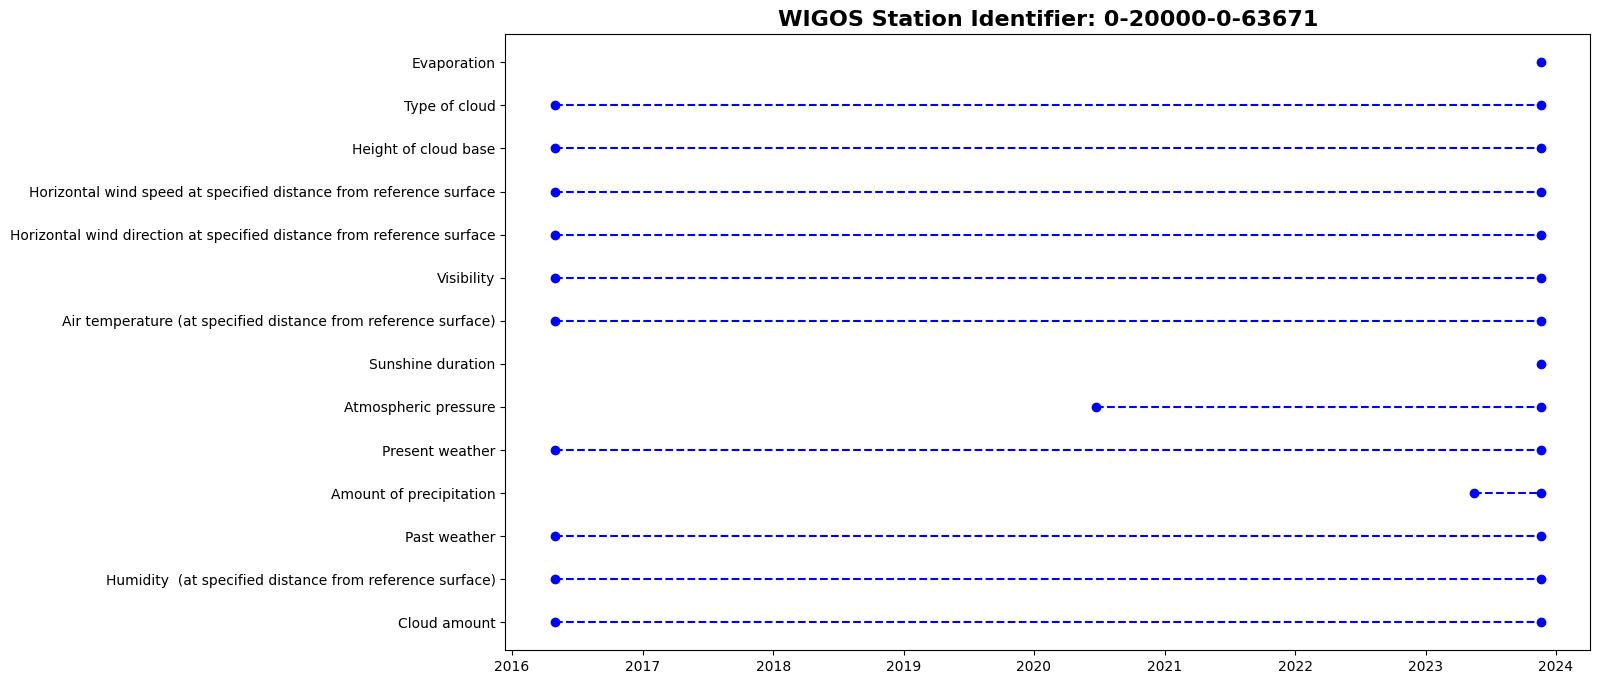 WIGOS Station Identifier: 0-20000-0-63671
Evaporation
Type of cloud
Height of cloud base
Horizontal wind speed at specified distance from reference surface
Horizontal wind direction at specified distance from reference surface
Visibility
Air temperature (at specified distance from reference surface)
Sunshine duration
Atmospheric pressure
Present weather
Amount of precipitation
Past weather
Humidity  (at specified distance from reference surface)
Cloud amount
2016 2017 2018 2019 2020 2021 2022 2023 2024